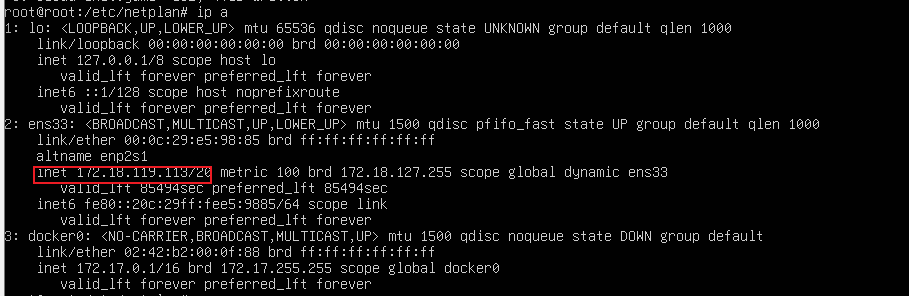 root@root:/etc/netplan# ip a
1: lo: <LOOPBACK,UP,LOWER_UP> mtu 65536 qdisc noqueue state UNKNOWN group default qlen 1000
link/loopback 00:00:00:00:00:00 brd 00:00:00:00:00:00
inet 127.0.0.1/8 scope host lo
valid_lft forever preferred_lft forever
inet6 ::1/128 scope host noprefixroute
valid_lft forever preferred_lft forever
2: ens33: <BROADCAST,MULTICAST,UP,LOWER_UP> mtu 1500 qdisc pfifo_fast state UP group default qlen 1000
link/ether 00:0c:29:e5:98:85 brd ff:ff:ff:ff:ff:ff
altname enp2s1
inet 172.18.119.113/20 metric 100 brd 172.18.127.255 scope global dynamic ens33
valid_lft 85494sec preferred_lft 85494sec
inet6 fe80::20c:29ff:fee5:9885/64 scope link
valid_lft forever preferred_lft forever
3: docker0: <NO-CARRIER,BROADCAST,MULTICAST,UP> mtu 1500 qdisc noqueue state DOWN group default
link/ether 02:42:b2:00:0f:88 brd ff:ff:ff:ff:ff:ff
inet 172.17.0.1/16 brd 172.17.255.255 scope global docker0
valid_lft forever preferred_lft forever